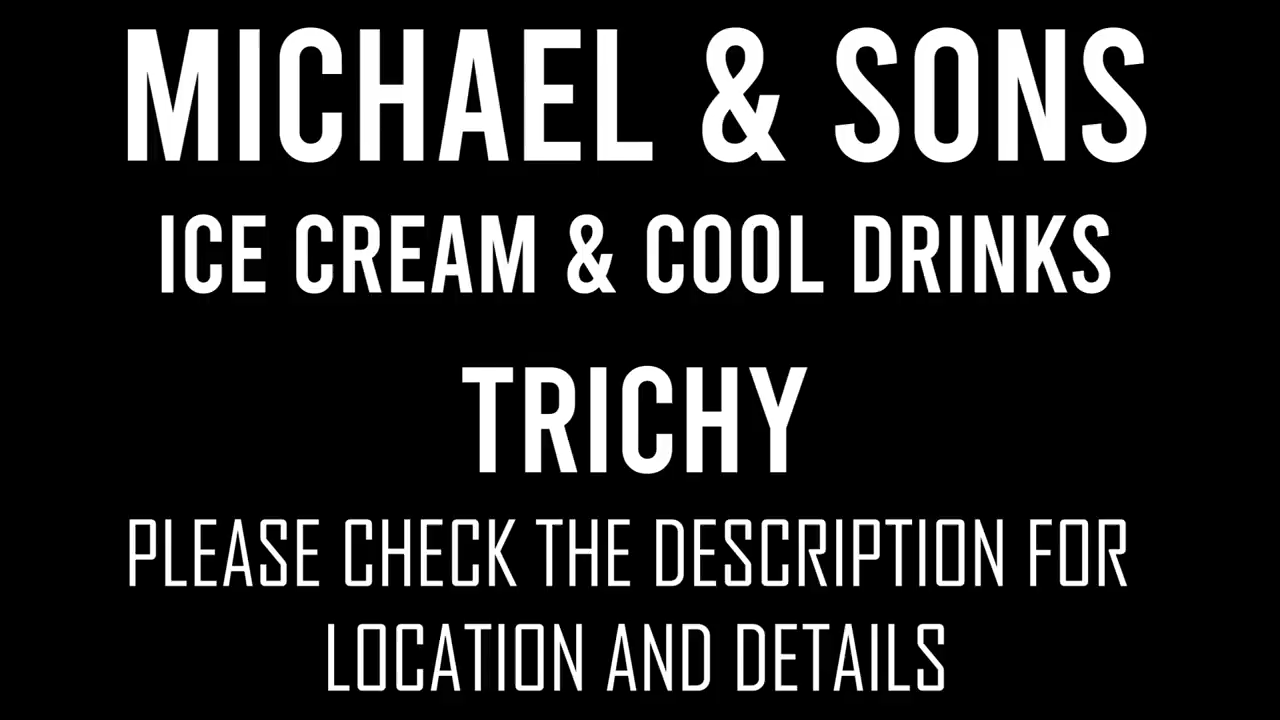 MICHAEL & SONS
ICE CREAM & COOL DRINKS
TRICHY
PLEASE CHECK THE DESCRIPTION FOR
LOCATION AND DETAILS